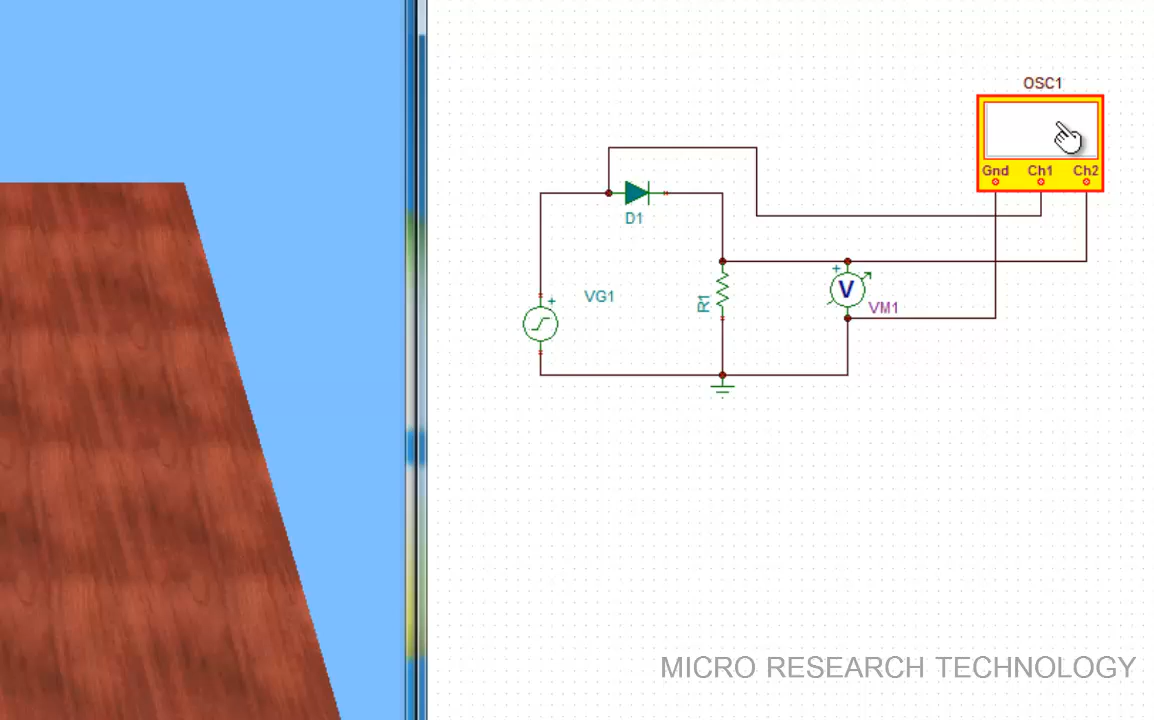 OSC1
Gnd Ch1 Ch2
D1
VG1
R1
+
+
V
VM1
MICRO RESEARCH TECHNOLOGY